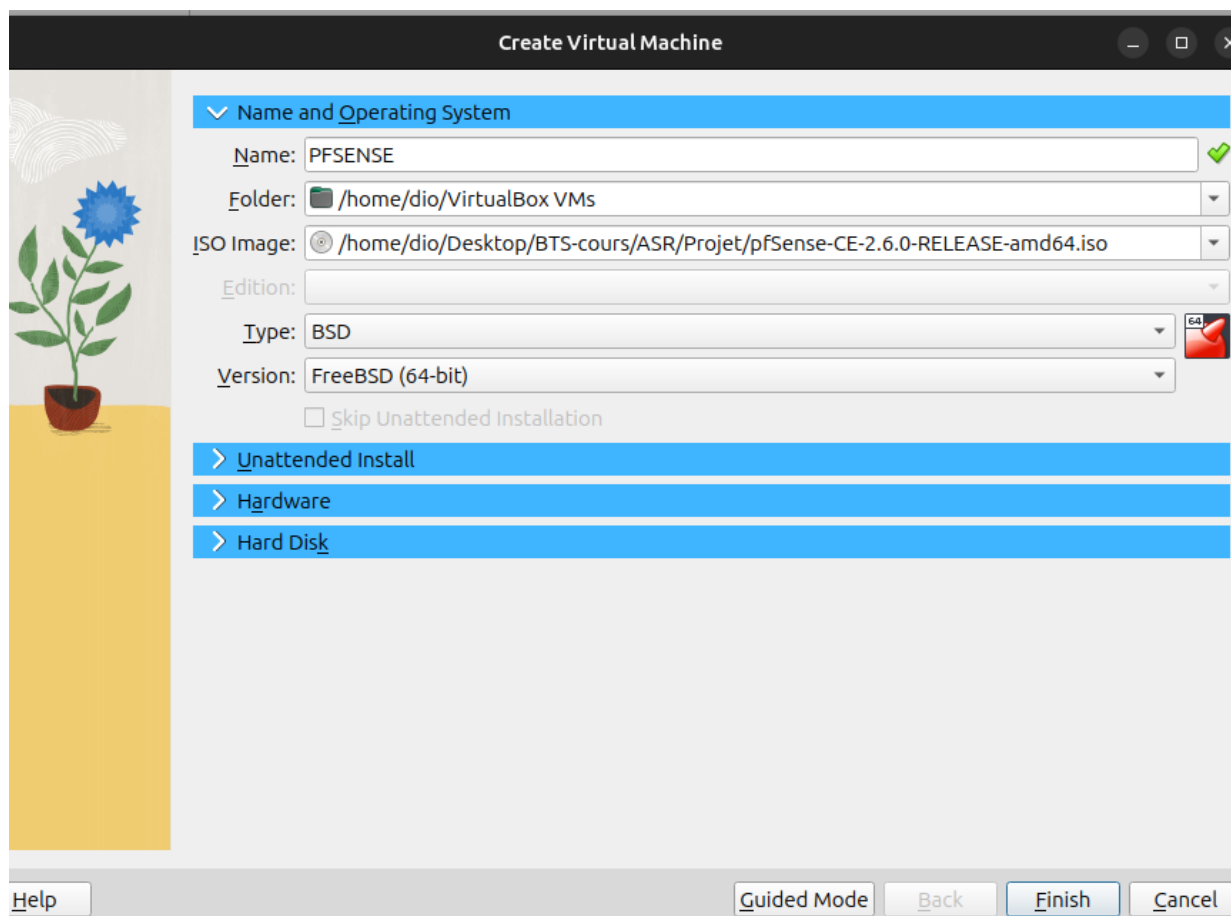 Create Virtual Machine
Name and Operating System
Name: PFSENSE
Folder: /home/dio/VirtualBox VMs
ISO Image: /home/dio/Desktop/BTS-cours/ASR/Projet/pfSense-CE-2.6.0-RELEASE-amd64.iso
Edition:
Type: BSD
64
Version: FreeBSD (64-bit)
Skip Unattended Installation
Unattended Install
Hardware
Hard Disk
Help Guided Mode Back Finish Cancel